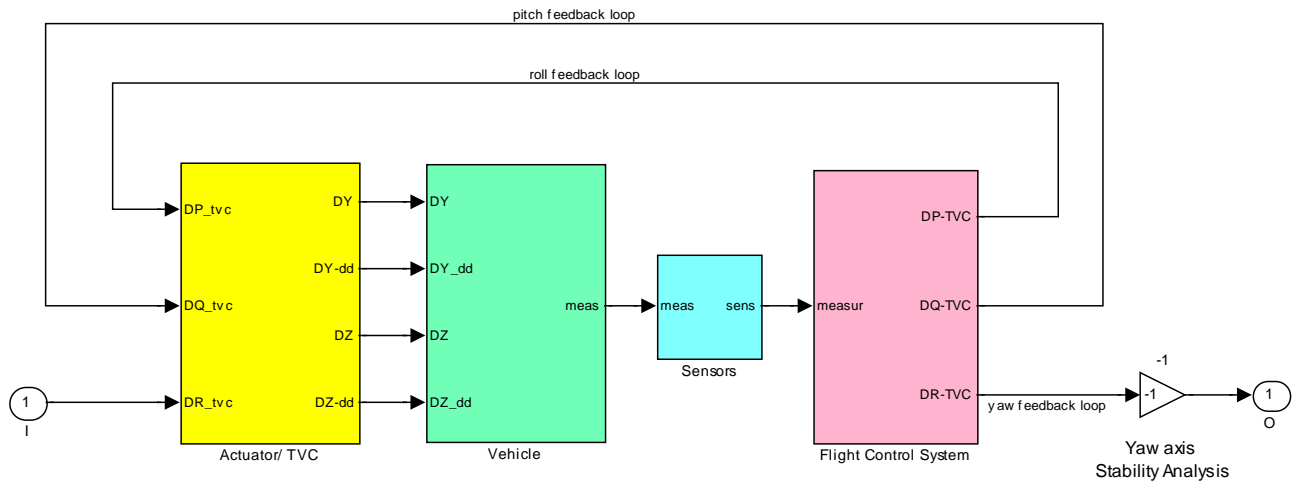 pitch feedback loop
roll feedback loop
DP_tvc
DY
DY
DP-TVC
DY-dd
DY_dd
DQ_tvc
meas
meas
sens
measur
DQ-TVC
DZ
DZ
Sensors
-1
1
I
DR_tvc
DZ-dd
DZ_dd
DR-TVC
yaw feedback loop
-1
1
O
Actuator/ TVC
Vehicle
Flight Control System
Yaw axis
Stability Analysis